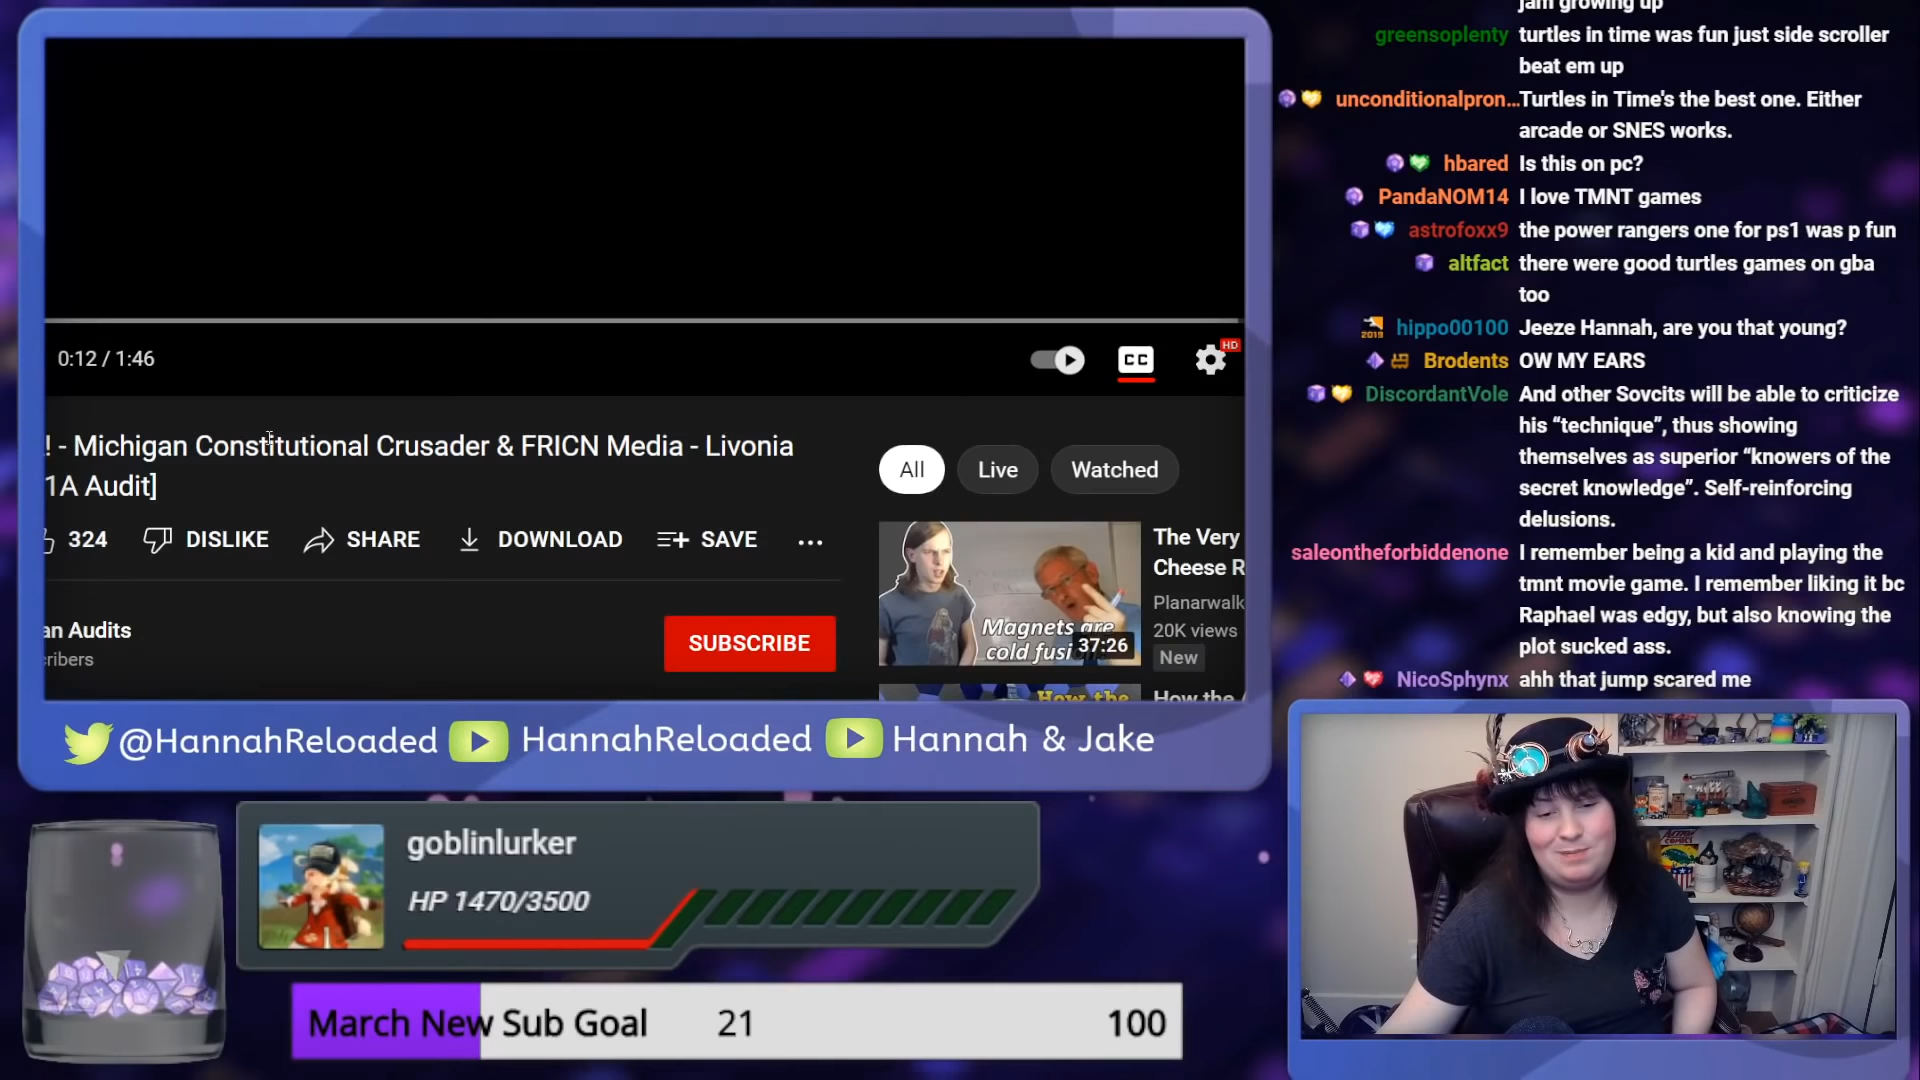 0:12 / 1:46
CC
HD
! - Michigan Constitutional Crusader & FRICN Media - Livonia
1A Audit]
324 DISLIKE SHARE DOWNLOAD SAVE ...
an Audits
cribers
SUBSCRIBE
All Live Watched
Magnets are
cold fusi
37:26
The Very
Cheese R
Planarwalk
20K views
New
How the
How the
@HannahReloaded HannahReloaded Hannah & Jake
goblinlurker
HP 1470/3500
March New Sub Goal 21 100
jam growing up
greensoplenty turtles in time was fun just side scroller
beat em up
unconditionalpron... Turtles in Time's the best one. Either
arcade or SNES works.
hbared Is this on pc?
PandaNOM14 I love TMNT games
astrofoxx9 the power rangers one for ps1 was p fun
altfact there were good turtles games on gba
too
2019 hippo00100 Jeeze Hannah, are you that young?
Brodents OW MY EARS
DiscordantVole And other Sovcits will be able to criticize
his “technique”, thus showing
themselves as superior “knowers of the
secret knowledge”. Self-reinforcing
delusions.
saleontheforbiddenone I remember being a kid and playing the
tmnt movie game. I remember liking it bc
Raphael was edgy, but also knowing the
plot sucked ass.
NicoSphynx ahh that jump scared me